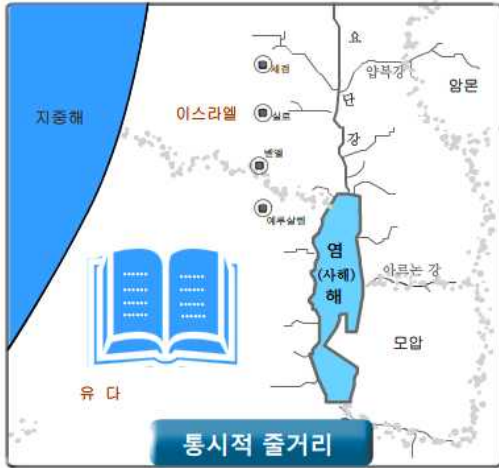 지중해
이스라엘
세겜
실로
벧엘
예루살렘
요
단
강
얍복강
암몬
염
(사해)
해
아르논 강
모압
유 다
통시적 줄거리